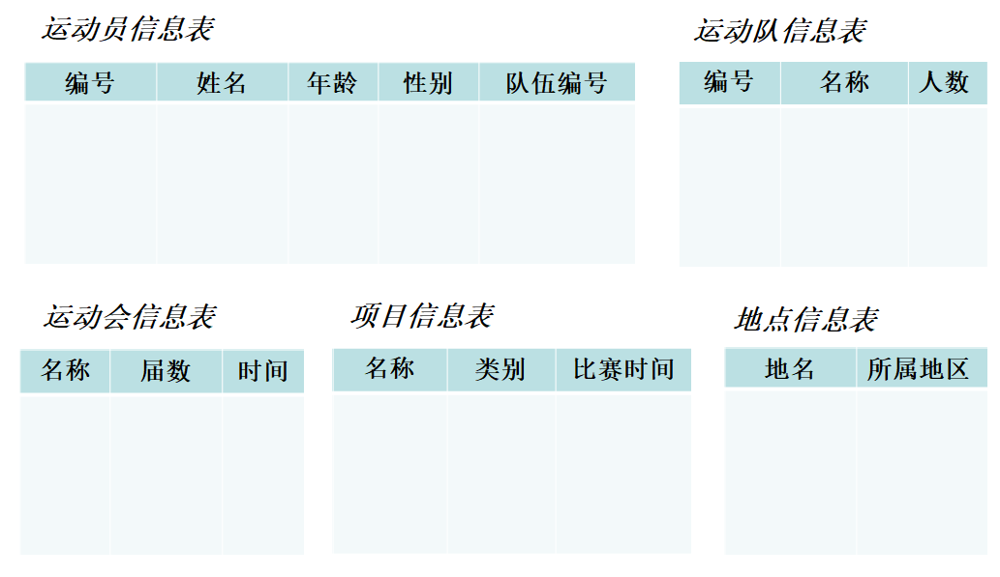 运动员信息表
编号 姓名 年龄 性别 队伍编号
运动队信息表
编号 名称 人数
运动会信息表
名称 届数 时间
项目信息表
名称 类别 比赛时间
地点信息表
地名 所属地区